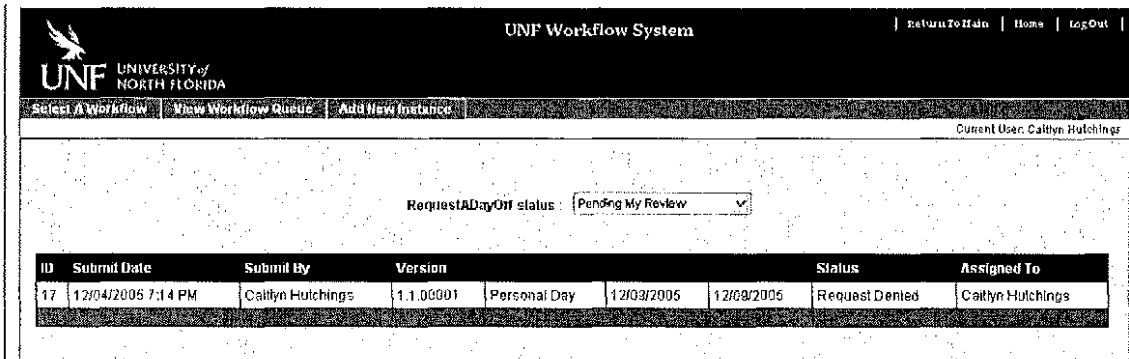 UNF Workflow System
| Return To Main | Home | LogOut |
UNF UNIVERSITY of
NORTH FLORIDA
Select A Workflow | View Workflow Queue | Add New Instance
Current User: Caitlyn Hutchings
RequestADayOff status : Pending My Review
ID Submit Date Submit By Version Status Assigned To
17 12/04/2005 7:14 PM Caitlyn Hutchings 1.1.00001 Personal Day 12/09/2005 12/09/2005 Request Denied Caitlyn Hutchings